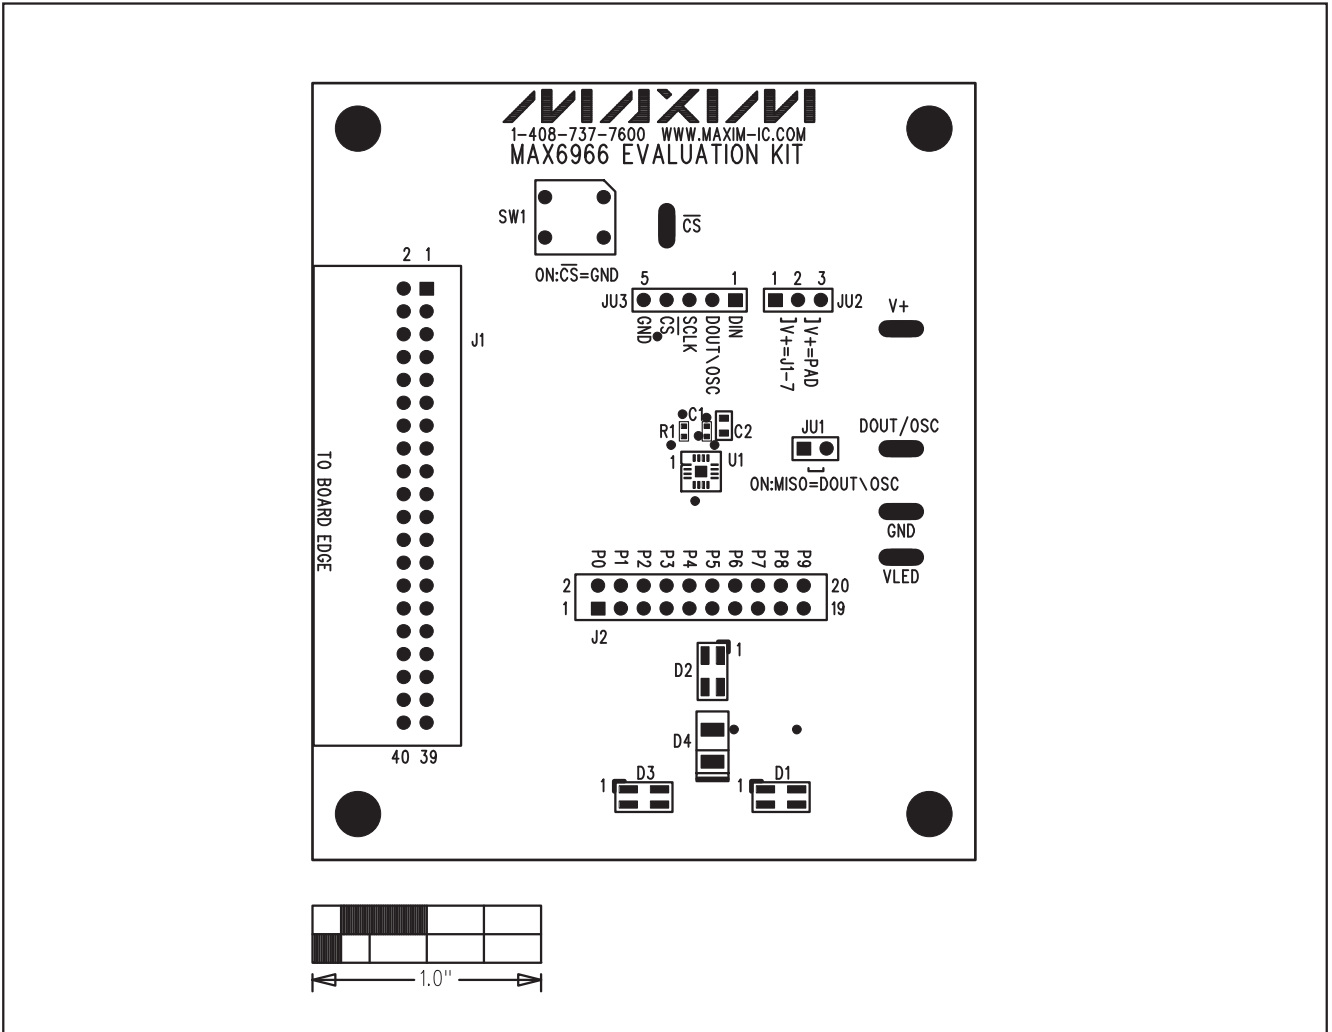 MAXIM
1-408-737-7600 WWW.MAXIM-IC.COM
MAX6966 EVALUATION KIT
SW1
CS
ON:CS=GND
2 1
J1
TO BOARD EDGE
40 39
5 1
JU3
GND
CS
SCLK
DOUT\OSC
DIN
1 2 3
JU2
]V+=J1-7
]V+=PAD
V+
C1
R1
C2
1
U1
JU1
ON:MISO=DOUT\OSC
DOUT/OSC
GND
VLED
P0 P1 P2 P3 P4 P5 P6 P7 P8 P9
2 20
1 19
J2
D2 1
D4
1 D3
1 D1
1.0"